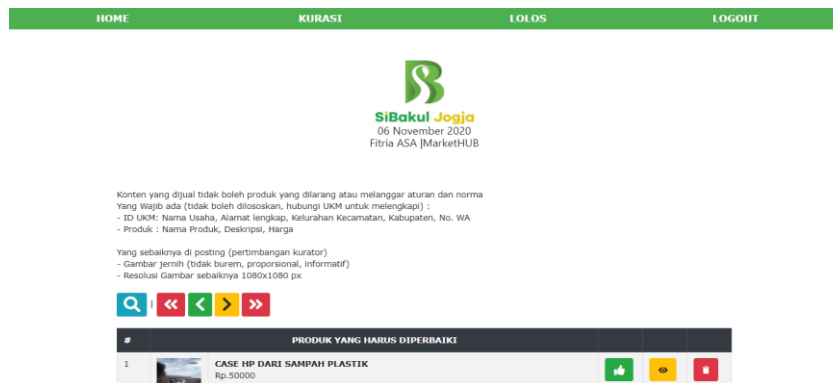 HOME KURASI LOLOS LOGOUT
SiBakul Jogja
06 November 2020
Fitria ASA |MarketHUB
Konten yang dijual tidak boleh produk yang dilarang atau melanggar aturan dan norma
Yang Wajib ada (tidak boleh dilososkan, hubungi UKM untuk melengkapi) :
- ID UKM: Nama Usaha, Alamat lengkap, Kelurahan Kecamatan, Kabupaten, No. WA
- Produk : Nama Produk, Deskripsi, Harga
Yang sebaiknya di posting (pertimbangan kurator)
- Gambar jernih (tidak burem, proporsional, informatif)
- Resolusi Gambar sebaiknya 1080x1080 px
# PRODUK YANG HARUS DIPERBAIKI
1 CASE HP DARI SAMPAH PLASTIK
Rp.50000